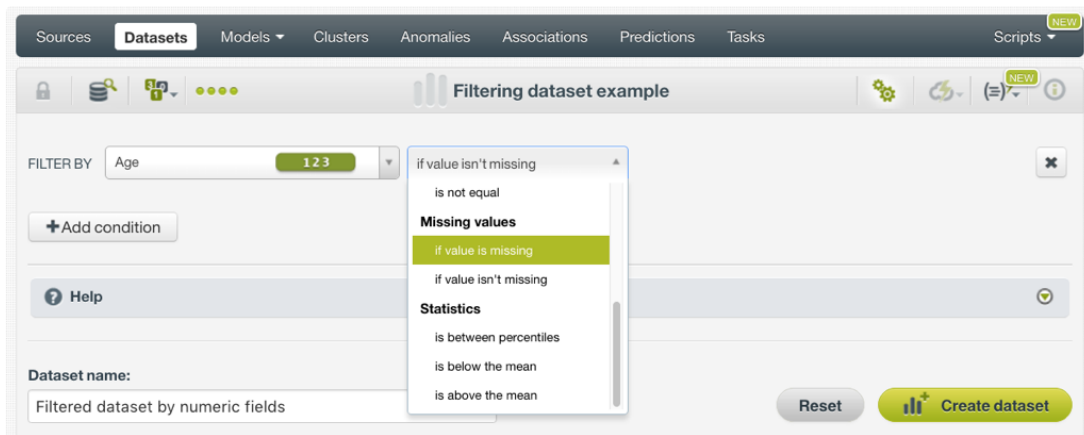 NEW
Sources Datasets Models Clusters Anomalies Associations Predictions Tasks Scripts
Filtering dataset example
NEW
FILTER BY Age 123 if value isn't missing
is not equal
+Add condition
Missing values
if value is missing
if value isn't missing
Help
Statistics
is between percentiles
is below the mean
Dataset name:
is above the mean
Filtered dataset by numeric fields
Reset
Create dataset